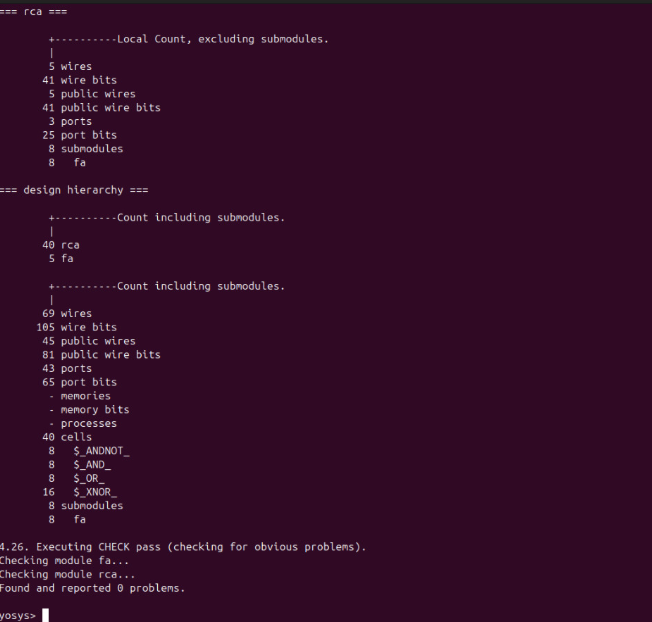 === rca ===
+----------Local Count, excluding submodules.
|
5 wires
41 wire bits
5 public wires
41 public wire bits
3 ports
25 port bits
8 submodules
8 fa
=== design hierarchy ===
+----------Count including submodules.
|
40 rca
5 fa
+----------Count including submodules.
|
69 wires
105 wire bits
45 public wires
81 public wire bits
43 ports
65 port bits
- memories
- memory bits
- processes
40 cells
8 $_ANDNOT_
8 $_AND_
8 $_OR_
16 $_XNOR_
8 submodules
8 fa
4.26. Executing CHECK pass (checking for obvious problems).
Checking module fa...
Checking module rca...
Found and reported 0 problems.
yosys>